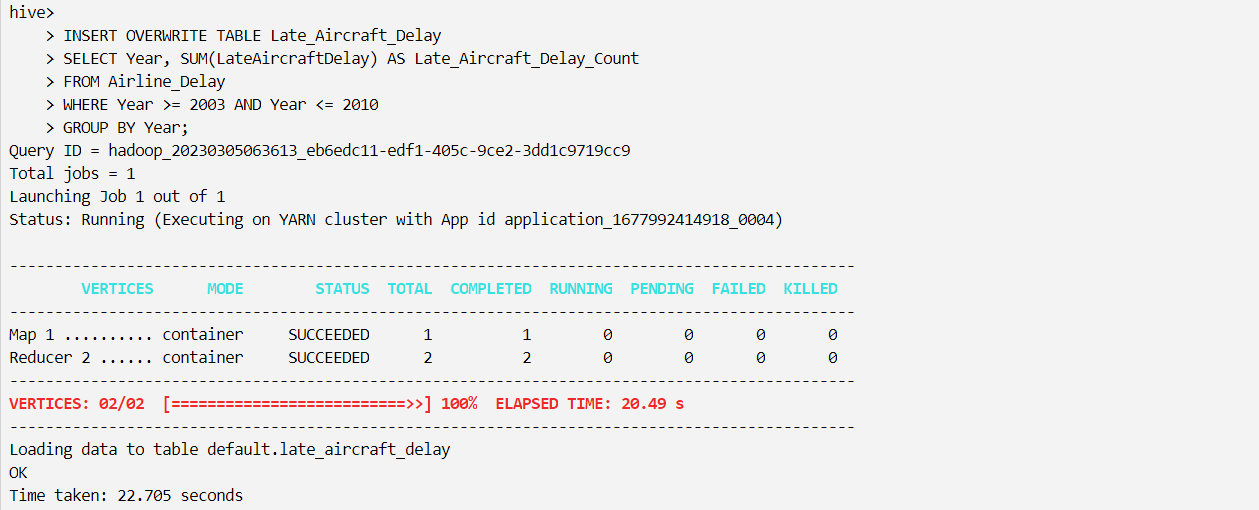 hive>
    > INSERT OVERWRITE TABLE Late_Aircraft_Delay
    > SELECT Year, SUM(LateAircraftDelay) AS Late_Aircraft_Delay_Count
    > FROM Airline_Delay
    > WHERE Year >= 2003 AND Year <= 2010
    > GROUP BY Year;
Query ID = hadoop_20230305063613_eb6edc11-edf1-405c-9ce2-3dd1c9719cc9
Total jobs = 1
Launching Job 1 out of 1
Status: Running (Executing on YARN cluster with App id application_1677992414918_0004)

----------------------------------------------------------------------------------------------
        VERTICES      MODE        STATUS  TOTAL  COMPLETED  RUNNING  PENDING  FAILED  KILLED
----------------------------------------------------------------------------------------------
Map 1 .......... container     SUCCEEDED      1          1        0        0       0       0
Reducer 2 ...... container     SUCCEEDED      2          2        0        0       0       0
----------------------------------------------------------------------------------------------
VERTICES: 02/02  [==========================>>] 100%  ELAPSED TIME: 20.49 s
----------------------------------------------------------------------------------------------
Loading data to table default.late_aircraft_delay
OK
Time taken: 22.705 seconds